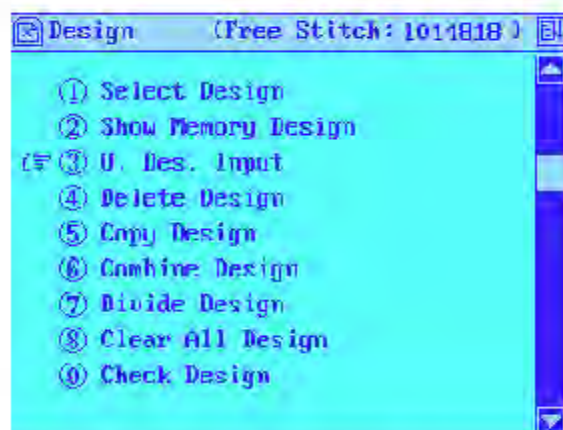 Design (Free Stitch: 1011818)
① Select Design
② Show Memory Design
③ U. Des. Input
④ Delete Design
⑤ Copy Design
⑥ Combine Design
⑦ Divide Design
⑧ Clear All Design
⑨ Check Design